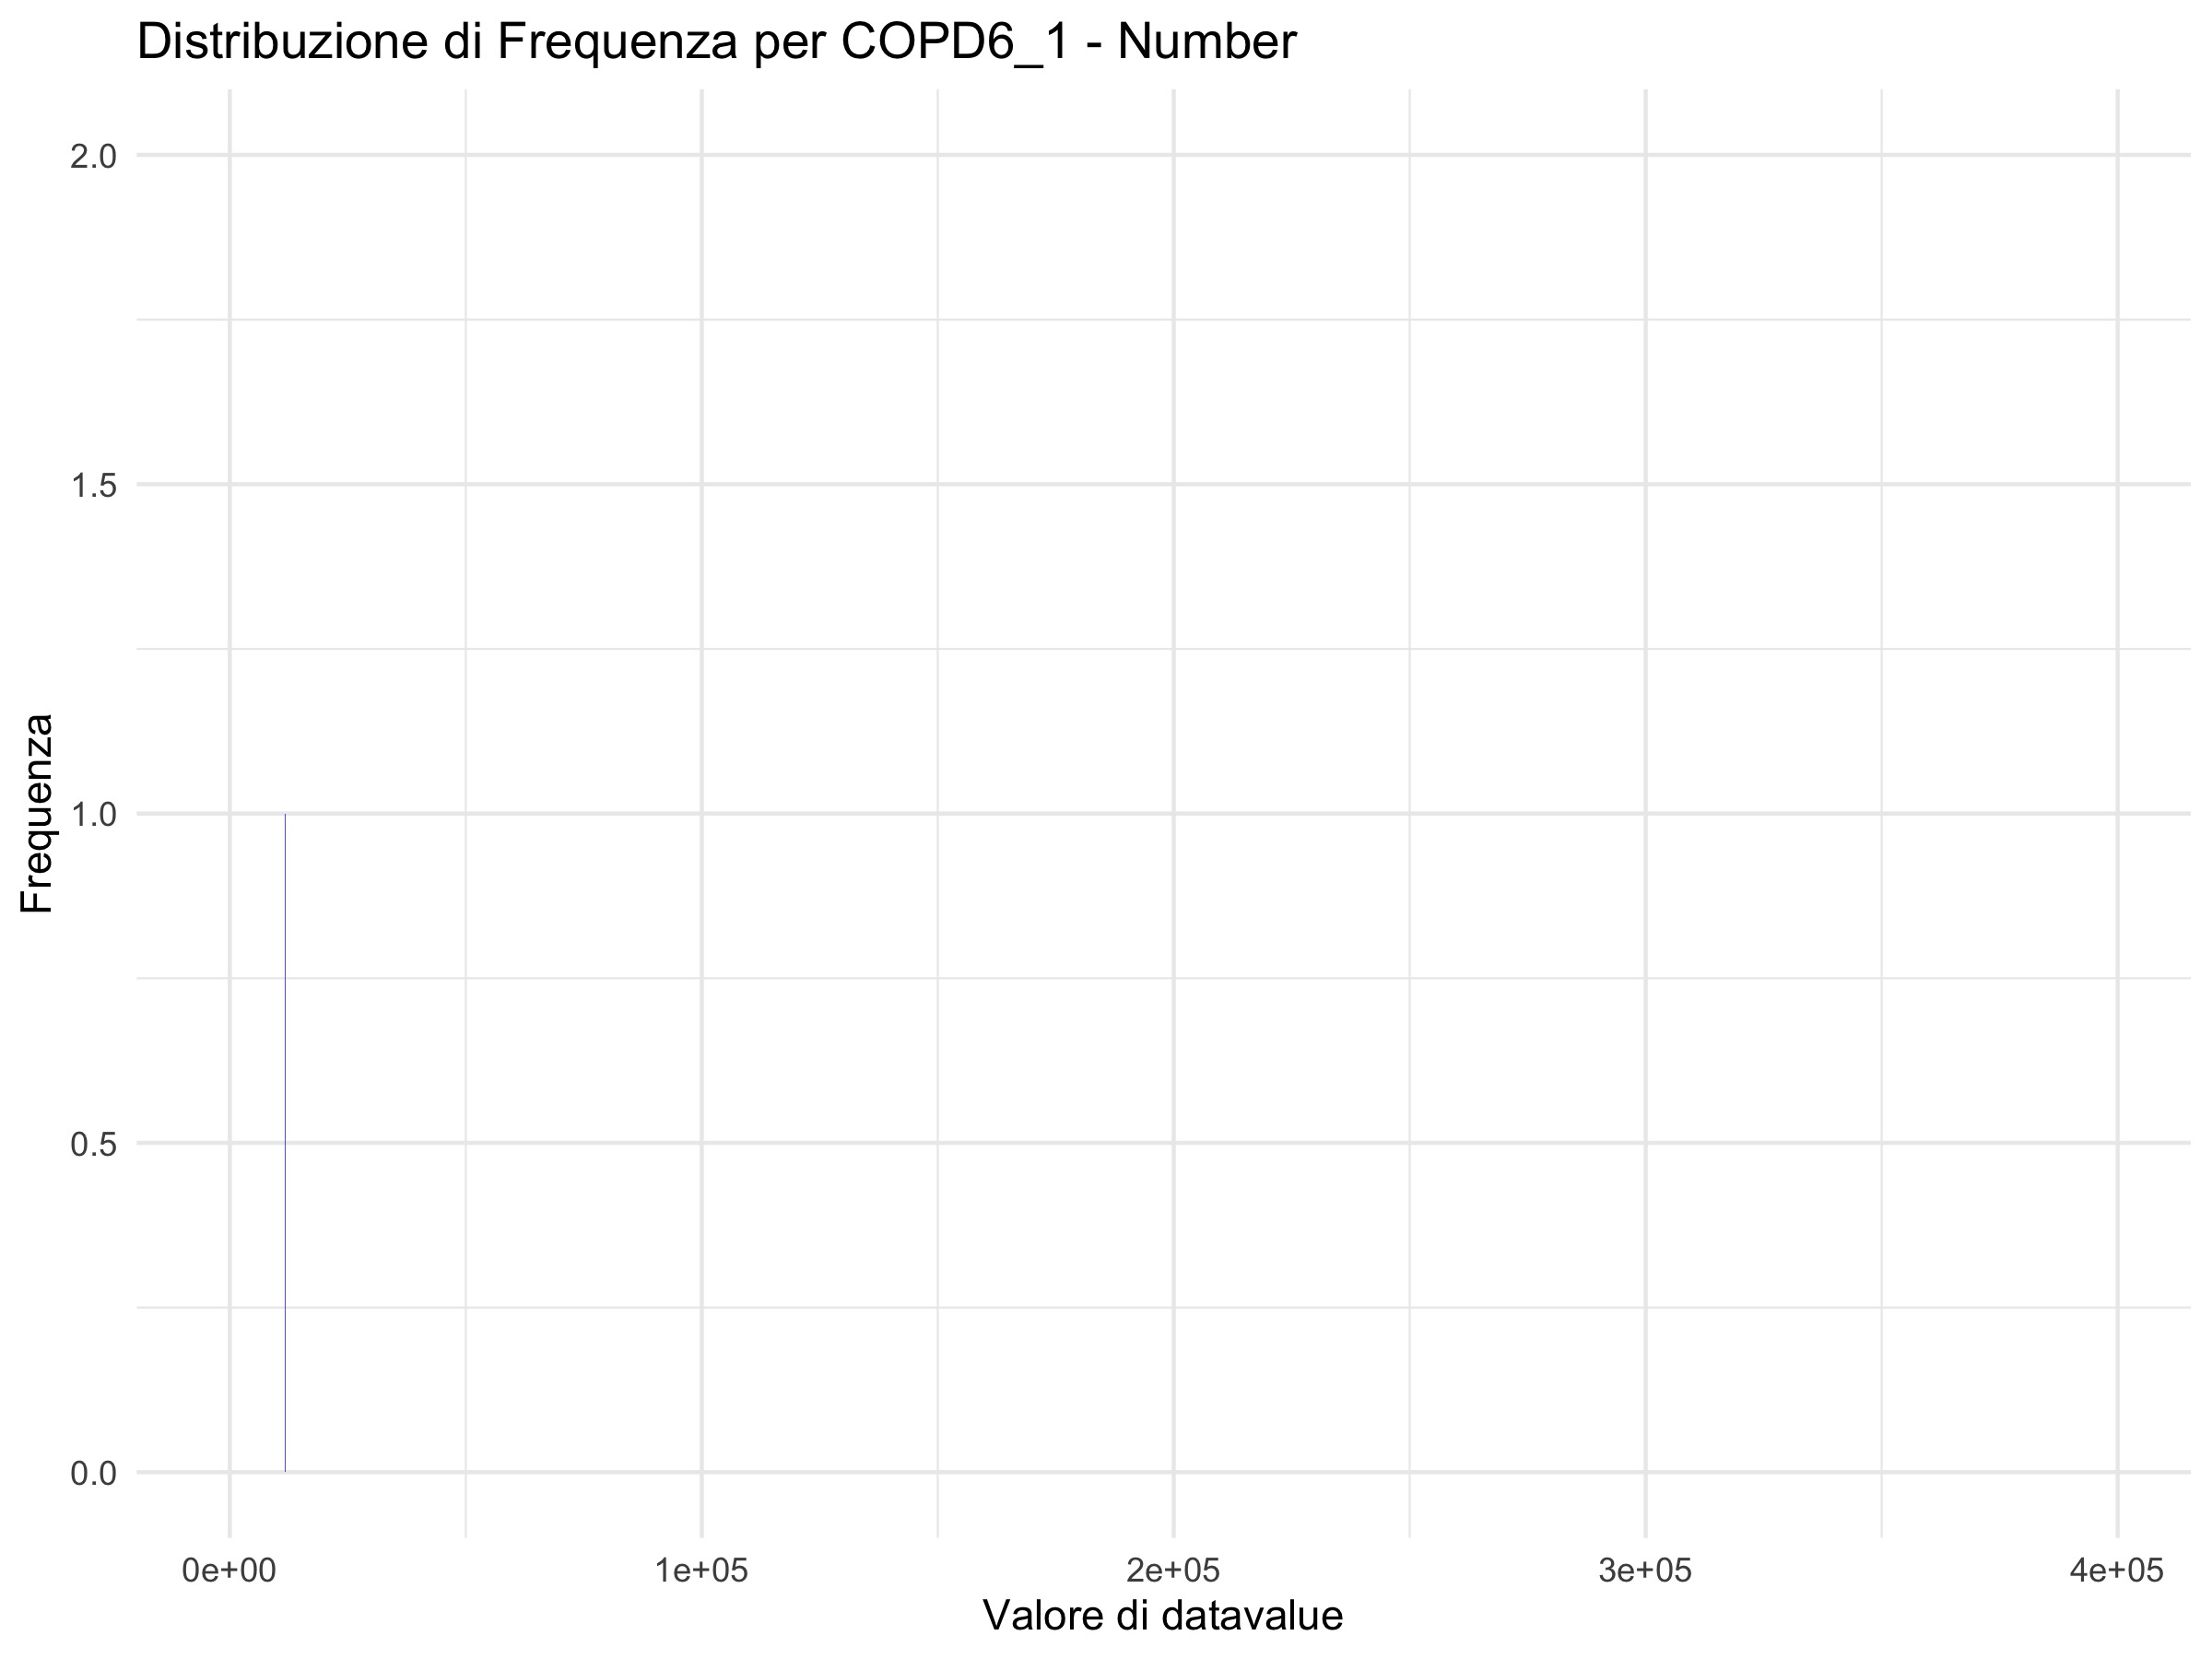 Distribuzione di Frequenza per COPD6_1 - Number
Frequenza
2.0
1.5
1.0
0.5
0.0
0e+00 1e+05 2e+05 3e+05 4e+05
Valore di datavalue